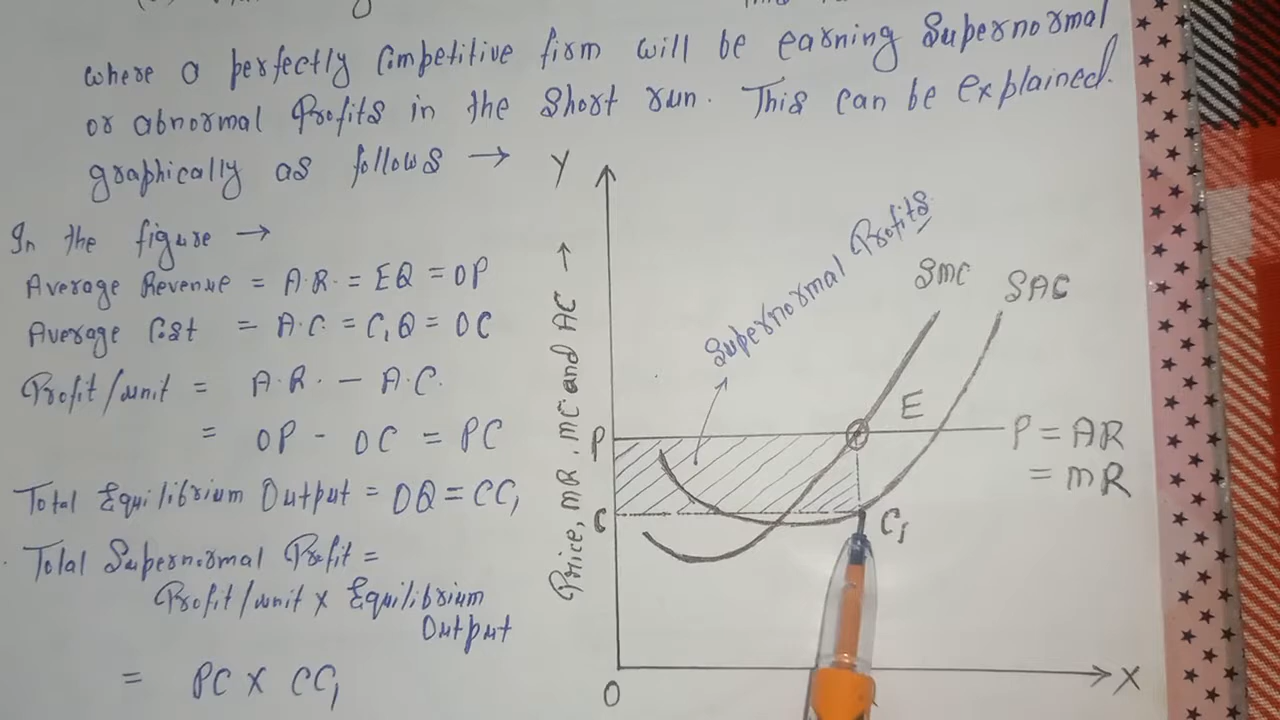 where a perfectly Competitive firm will be earning Supernormal
or abnormal Profits in the Short run. This can be explained.
graphically as follows →
In the figure →
Average Revenue = A.R. = EQ = OP
Average Cost = A.C. = C₁Q = OC
Profit/unit = A.R. - A.C.
= OP - OC = PC
Total Equilibrium Output = OQ = CC₁
Total Supernormal Profit =
Profit/unit x Equilibrium
Output
= PC x CC₁
Y
Price, MR, MC and AC →
Supernormal Profits
SMC
SAC
E
P
P = AR
= MR
C
C₁
O
X